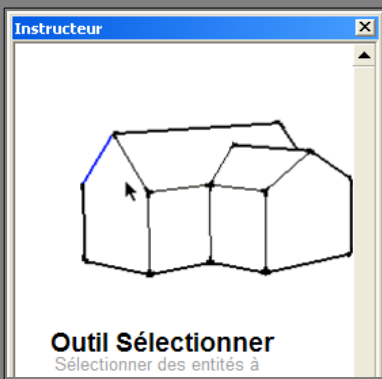 Instructeur
Outil Sélectionner
Sélectionner des entités à